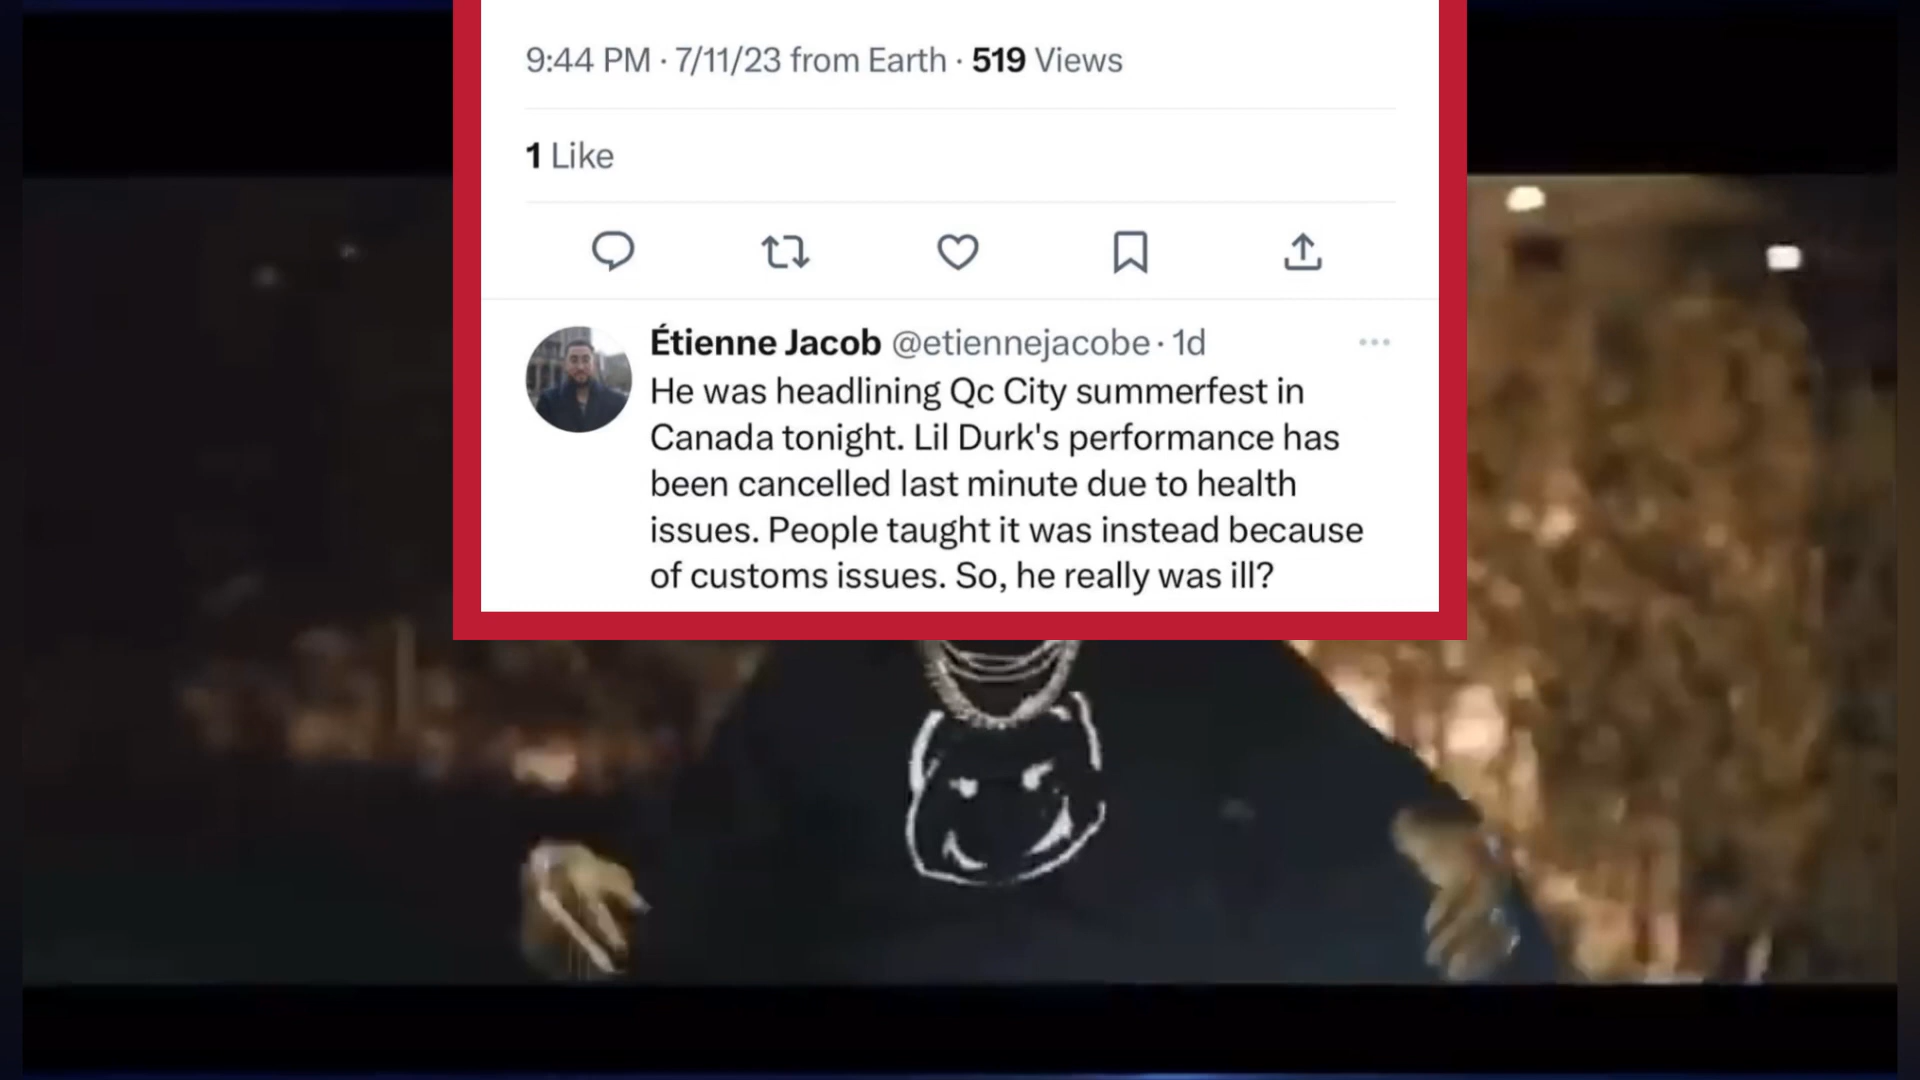 9:44 PM · 7/11/23 from Earth · 519 Views
1 Like
Étienne Jacob @etiennejacobe · 1d
He was headlining Qc City summerfest in
Canada tonight. Lil Durk's performance has
been cancelled last minute due to health
issues. People taught it was instead because
of customs issues. So, he really was ill?